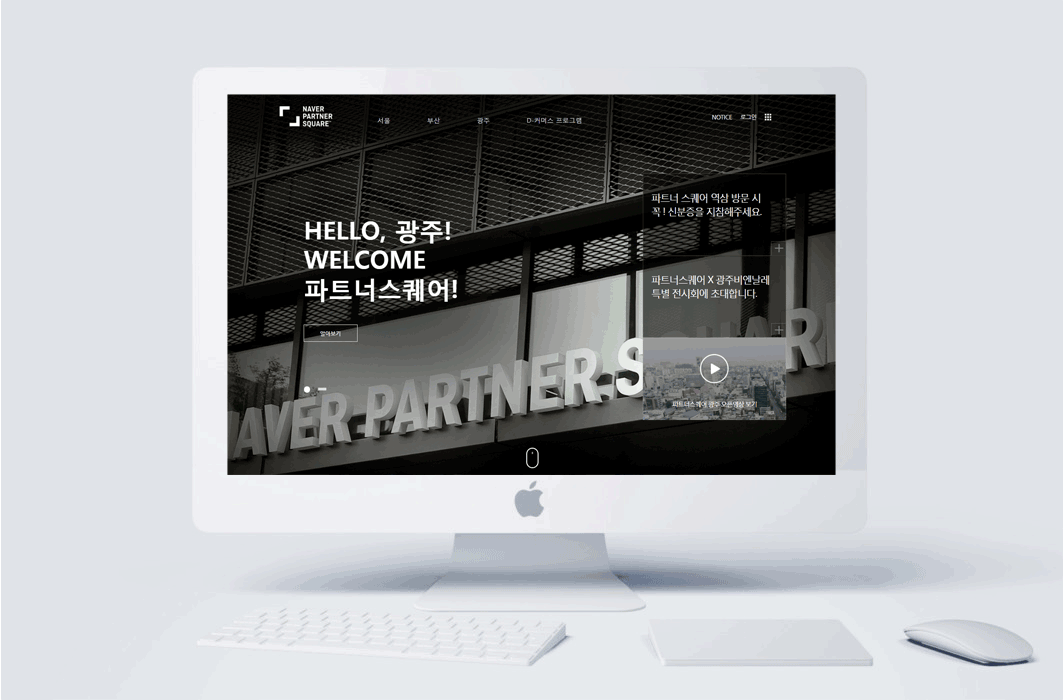 NAVER
PARTNER
SQUARE
서울
부산
광주
D-커머스 프로그램
NOTICE
로그인
HELLO, 광주!
WELCOME
파트너스퀘어!
알아보기
파트너 스퀘어 역삼 방문 시
꼭 ! 신분증을 지참해주세요.
파트너스퀘어 X 광주비엔날레
특별 전시회에 초대합니다.
파트너스퀘어 광주 오픈영상 보기
NAVER PARTNER SQUARE